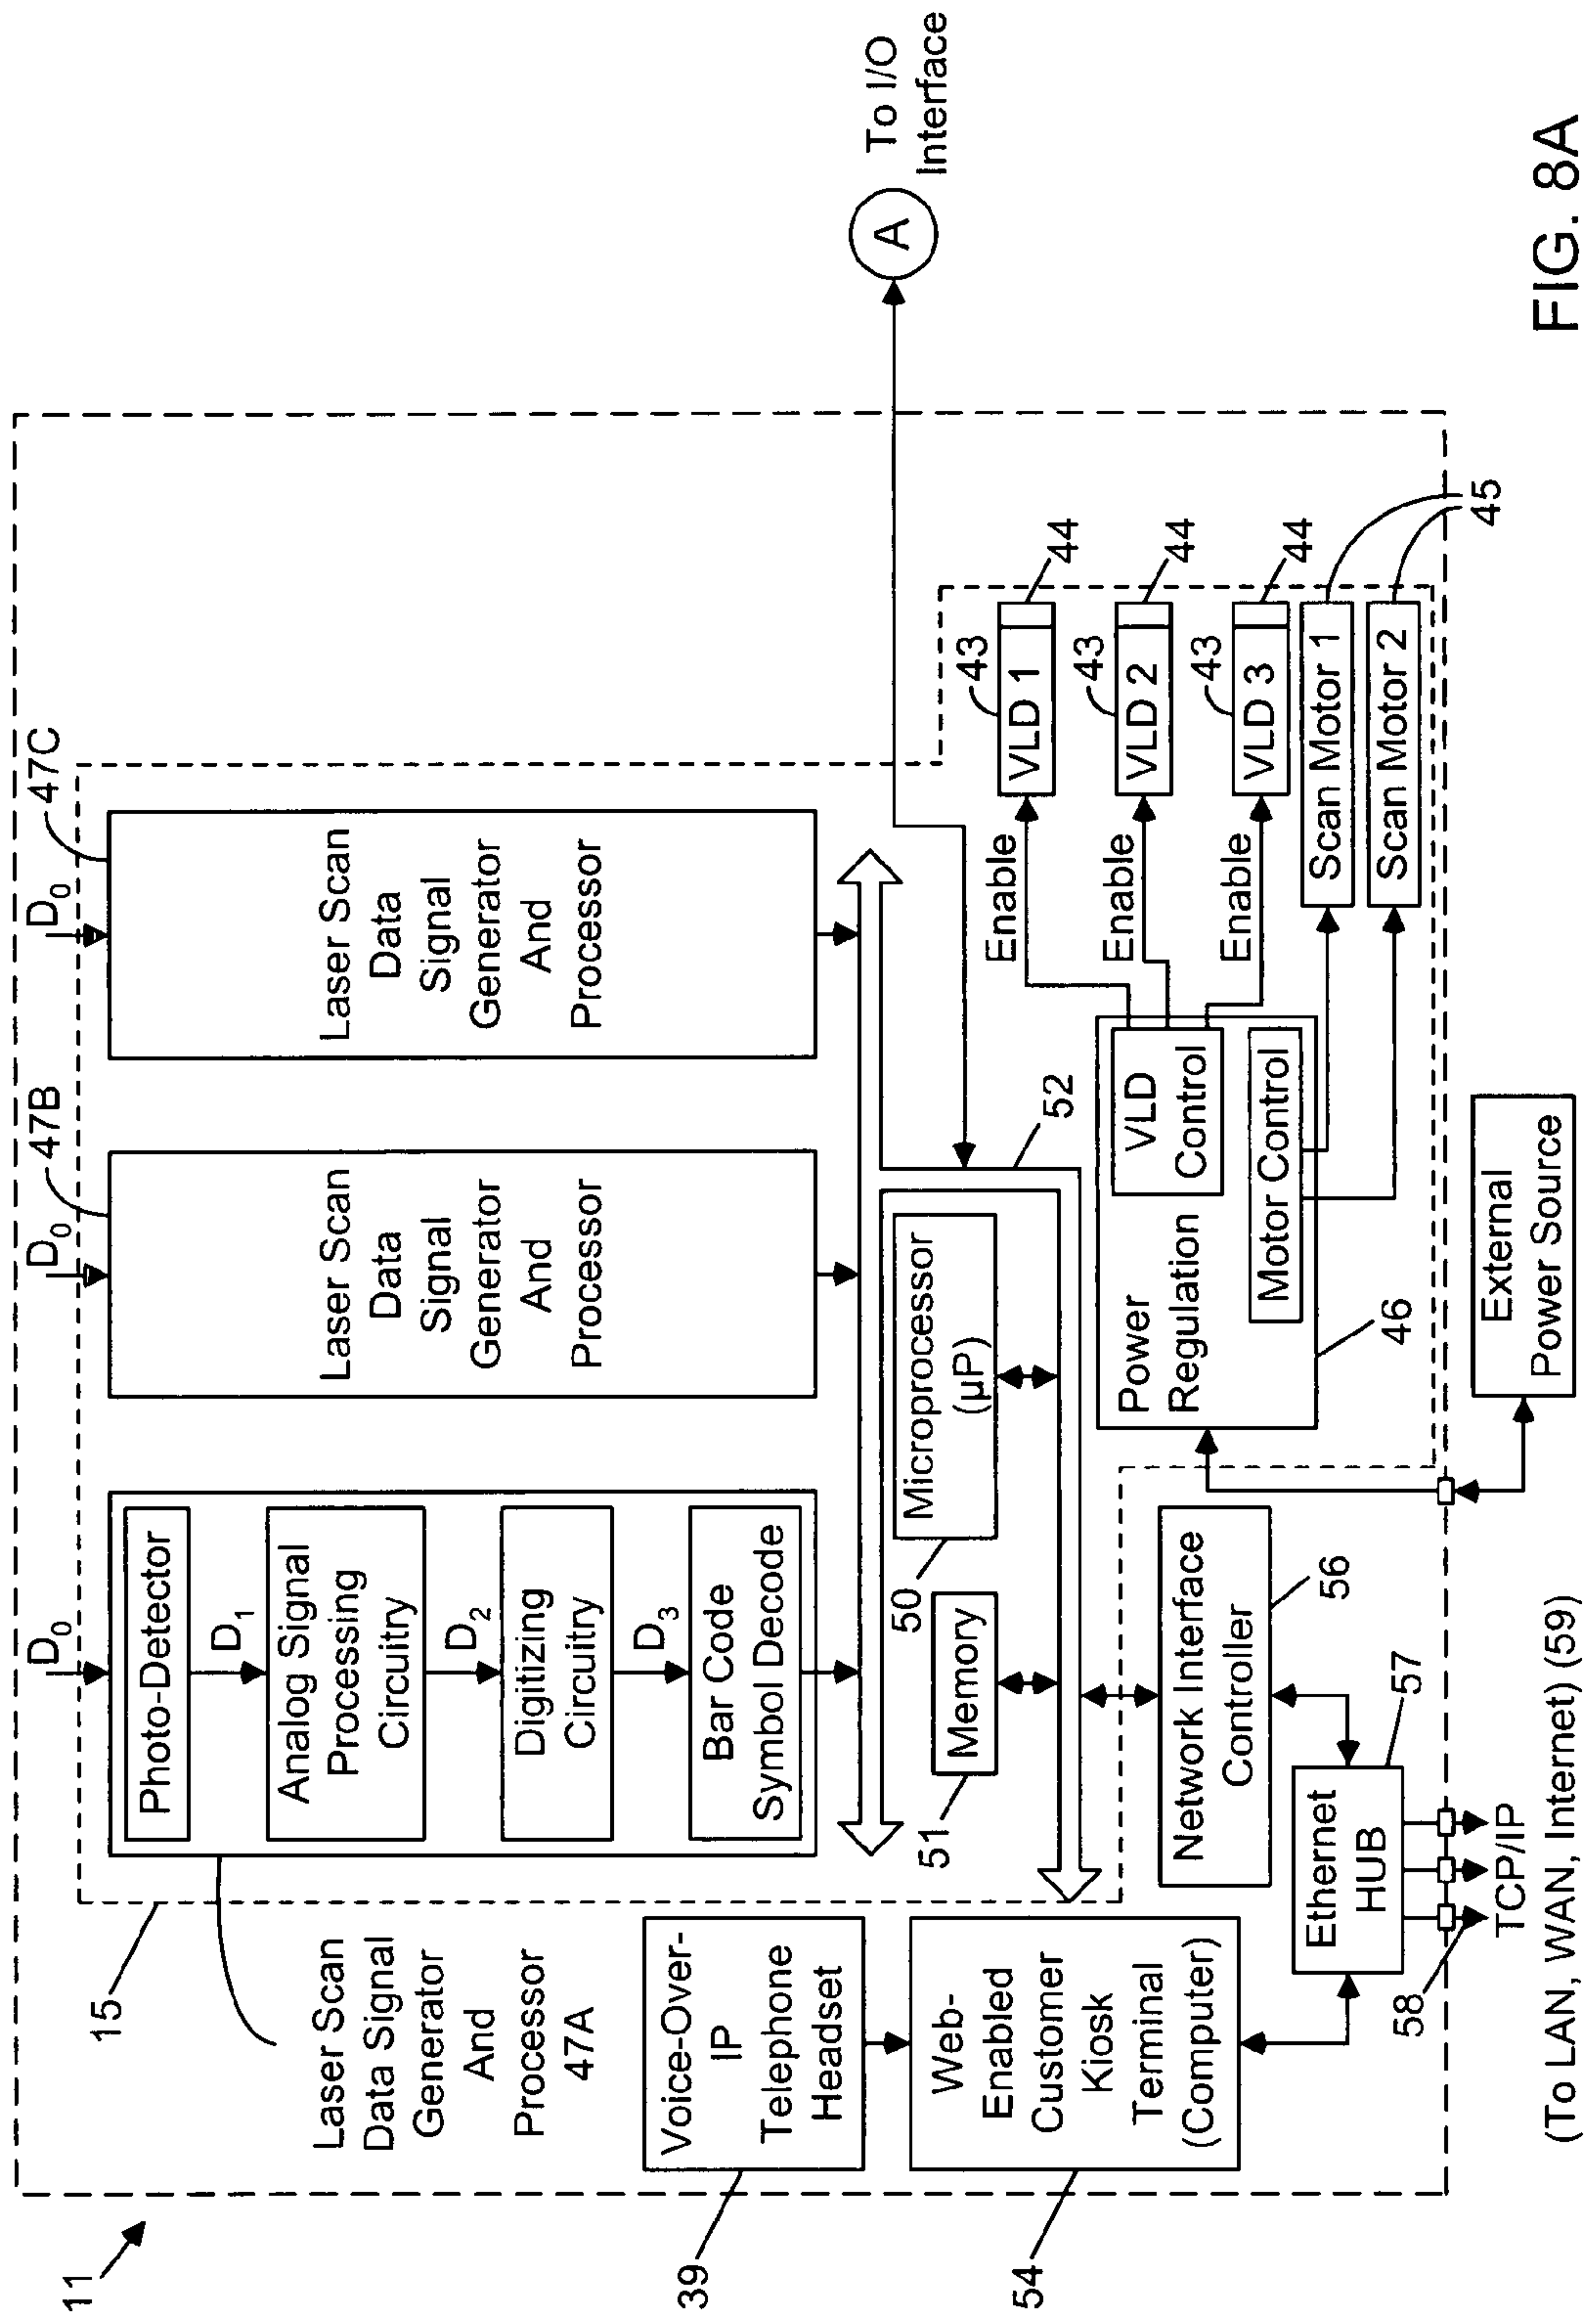 11
15
D0
D0
47B
D0
47C
Photo-Detector
D1
Analog Signal
Processing
Circuitry
D2
Digitizing
Circuitry
D3
Bar Code
Symbol Decode
Laser Scan
Data
Signal
Generator
And
Processor
Laser Scan
Data
Signal
Generator
And
Processor
Laser Scan
Data Signal
Generator
And
Processor
47A
Voice-Over-
IP
Telephone
Headset
39
Web-
Enabled
Customer
Kiosk
Terminal
(Computer)
54
Memory
51
Microprocessor
(µP)
50
52
A
To I/O
Interface
Network Interface
Controller
56
Ethernet
HUB
57
58
TCP/IP
(To LAN, WAN, Internet) (59)
Power
Regulation
VLD
Control
Motor Control
46
Enable
Enable
Enable
43
VLD 1
44
43
VLD 2
44
43
VLD 3
44
Scan Motor 1
Scan Motor 2
45
External
Power Source
FIG. 8A